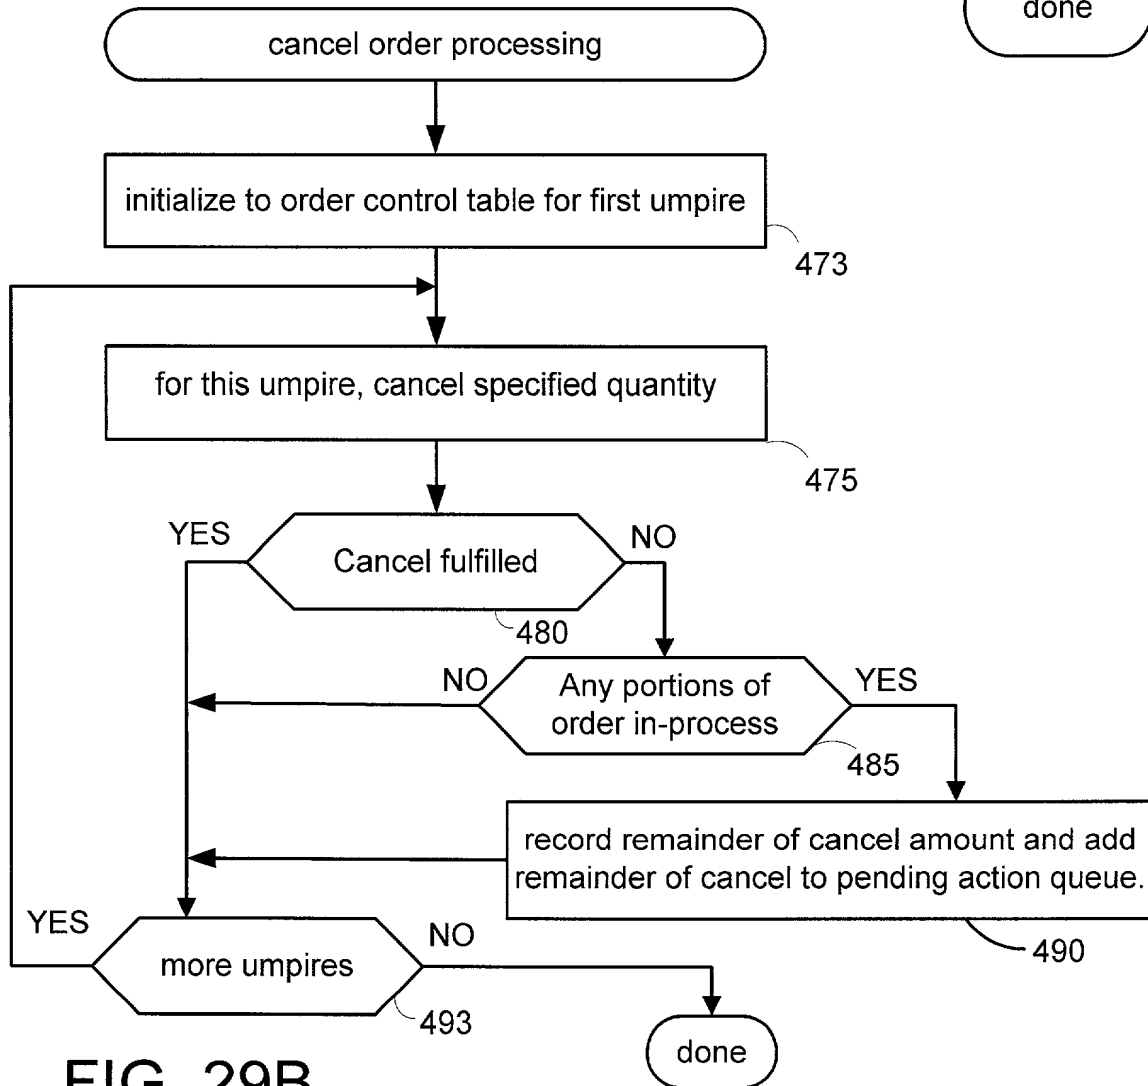 done
cancel order processing
initialize to order control table for first umpire
473
for this umpire, cancel specified quantity
475
YES
NO
Cancel fulfilled
480
NO
Any portions of
order in-process
YES
485
record remainder of cancel amount and add
remainder of cancel to pending action queue.
490
YES
more umpires
NO
493
done
FIG. 29B